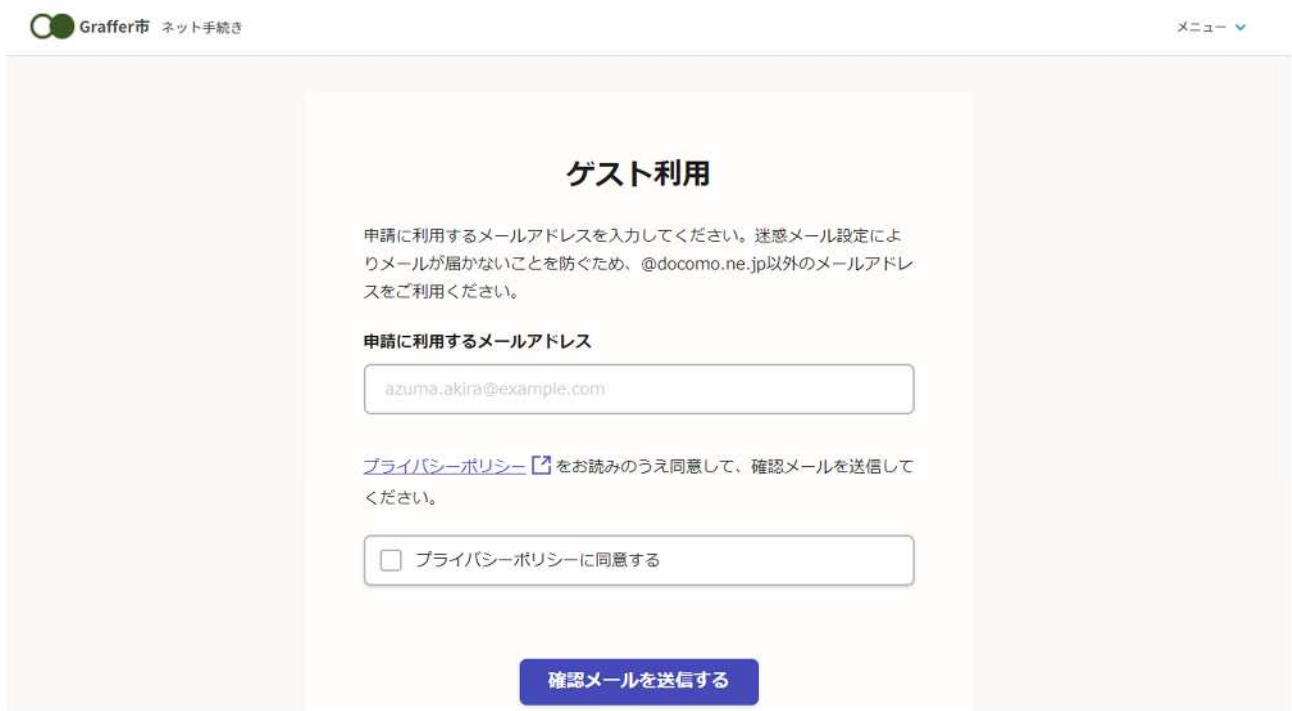 Graffer市 ネット手続き
メニュー
ゲスト利用
申請に利用するメールアドレスを入力してください。迷惑メール設定によ
りメールが届かないことを防ぐため、@docomo.ne.jp以外のメールアドレ
スをご利用ください。
申請に利用するメールアドレス
azuma.akira@example.com
プライバシーポリシー をお読みのうえ同意して、確認メールを送信して
ください。
プライバシーポリシーに同意する
確認メールを送信する